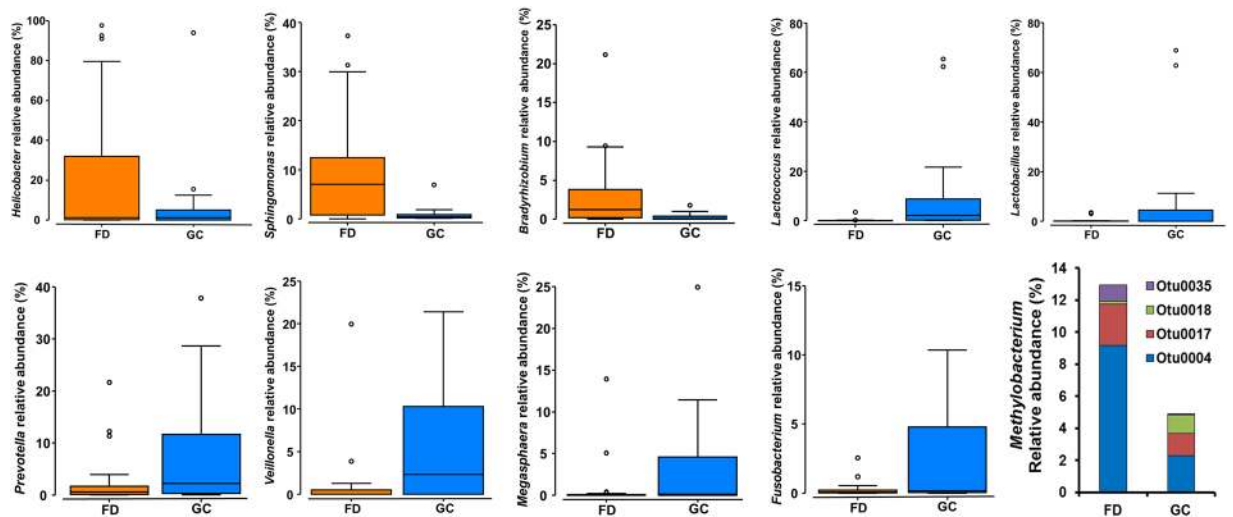 Helicobacter relative abundance (%)
100
80
60
40
20
0
FD
GC
Sphingomonas relative abundance (%)
40
30
20
10
0
FD
GC
Bradyrhizobium relative abundance (%)
25
20
15
10
5
0
FD
GC
Lactococcus relative abundance (%)
80
60
40
20
0
FD
GC
Lactobacillus relative abundance (%)
80
60
40
20
0
FD
GC
Prevotella relative abundance (%)
40
30
20
10
0
FD
GC
Veillonella relative abundance (%)
25
20
15
10
5
0
FD
GC
Megasphaera relative abundance (%)
25
20
15
10
5
0
FD
GC
Fusobacterium relative abundance (%)
15
10
5
0
FD
GC
Methylobacterium
Relative abundance (%)
14
12
10
8
6
4
2
0
FD
GC
Otu0035
Otu0018
Otu0017
Otu0004